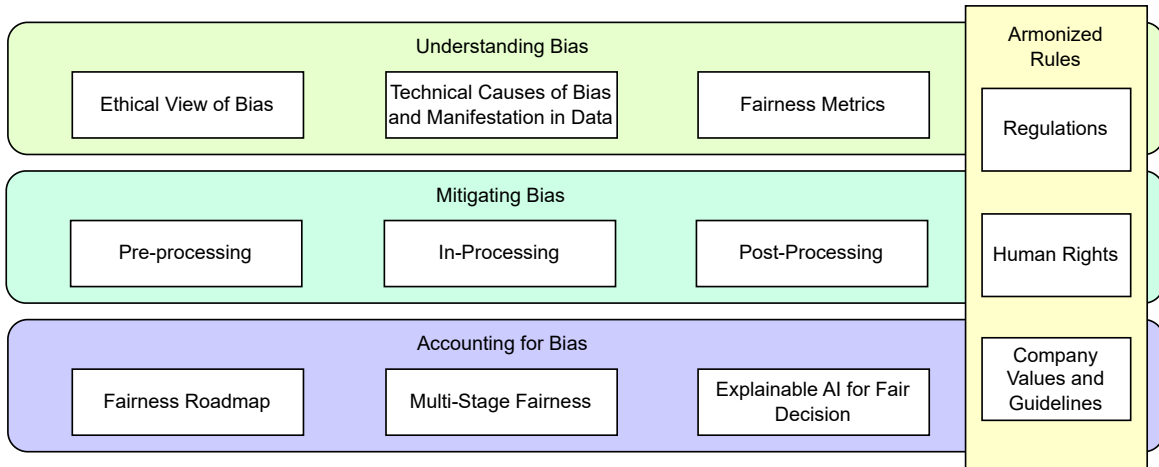 Understanding Bias
Ethical View of Bias
Technical Causes of Bias
and Manifestation in Data
Fairness Metrics
Mitigating Bias
Pre-processing
In-Processing
Post-Processing
Accounting for Bias
Fairness Roadmap
Multi-Stage Fairness
Explainable AI for Fair
Decision
Armonized
Rules
Regulations
Human Rights
Company
Values and
Guidelines